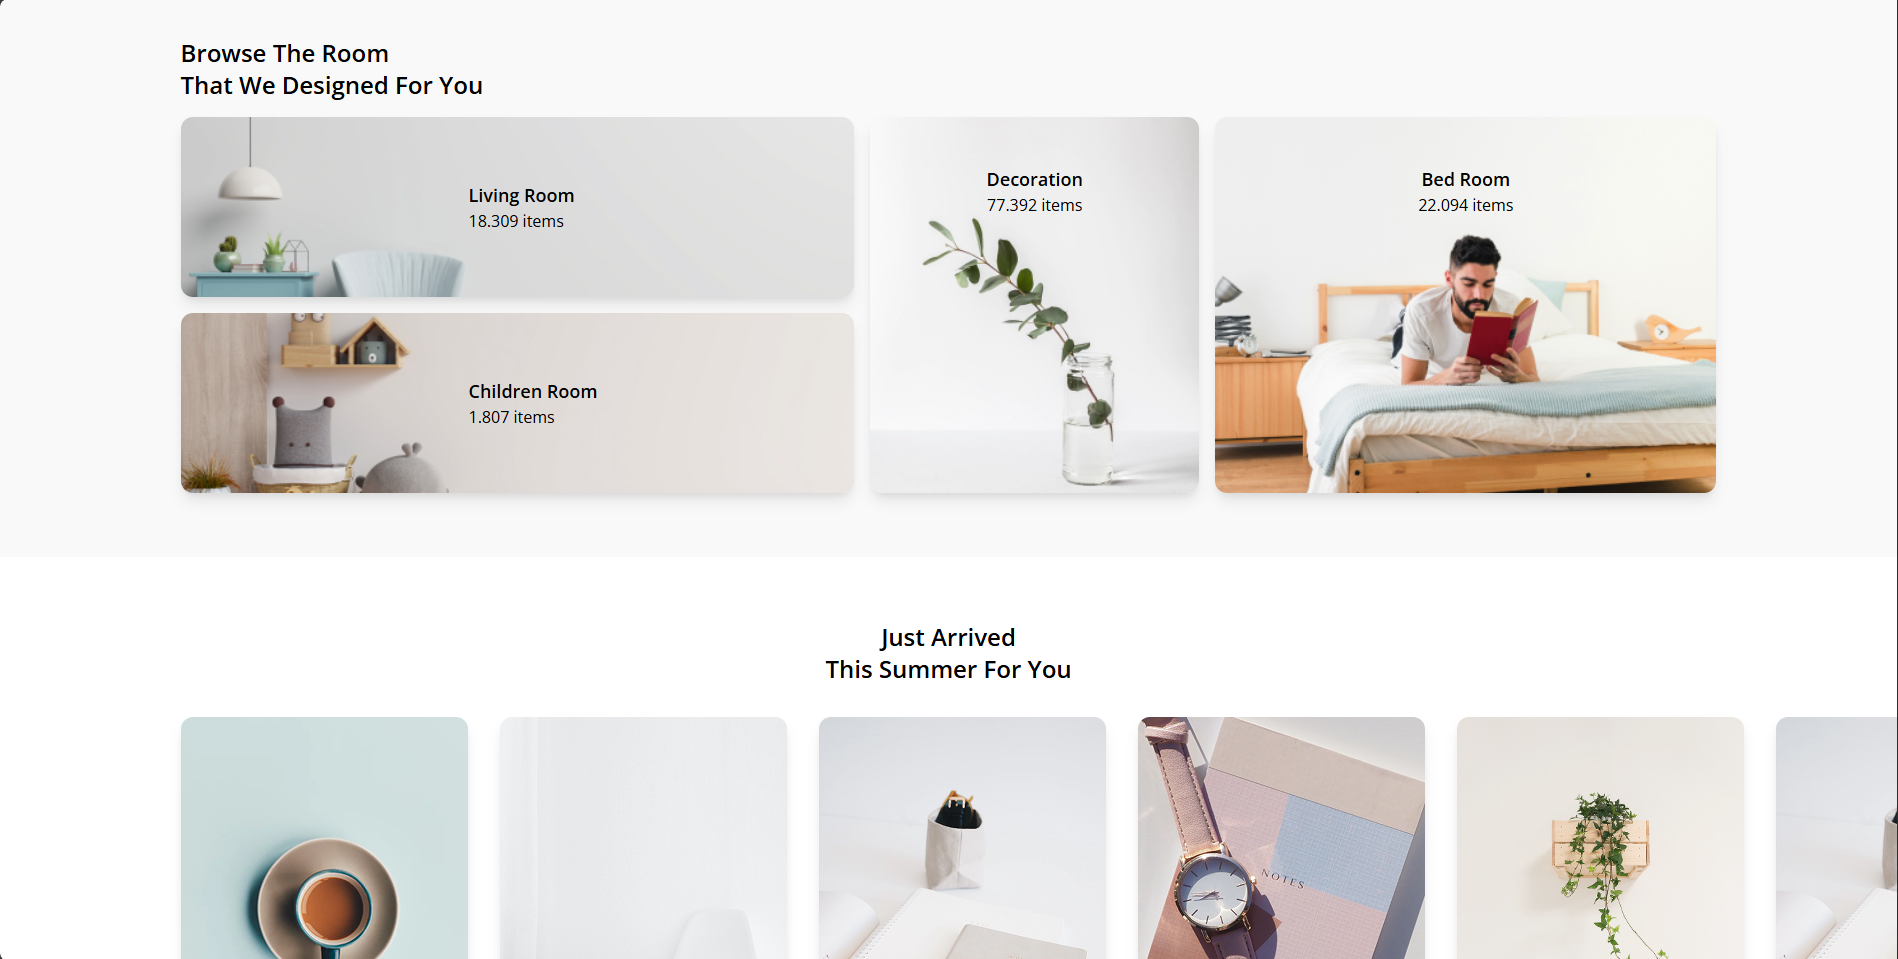 Browse The Room
That We Designed For You
Living Room
18.309 items
Children Room
1.807 items
Decoration
77.392 items
Bed Room
22.094 items
Just Arrived
This Summer For You
NOTES